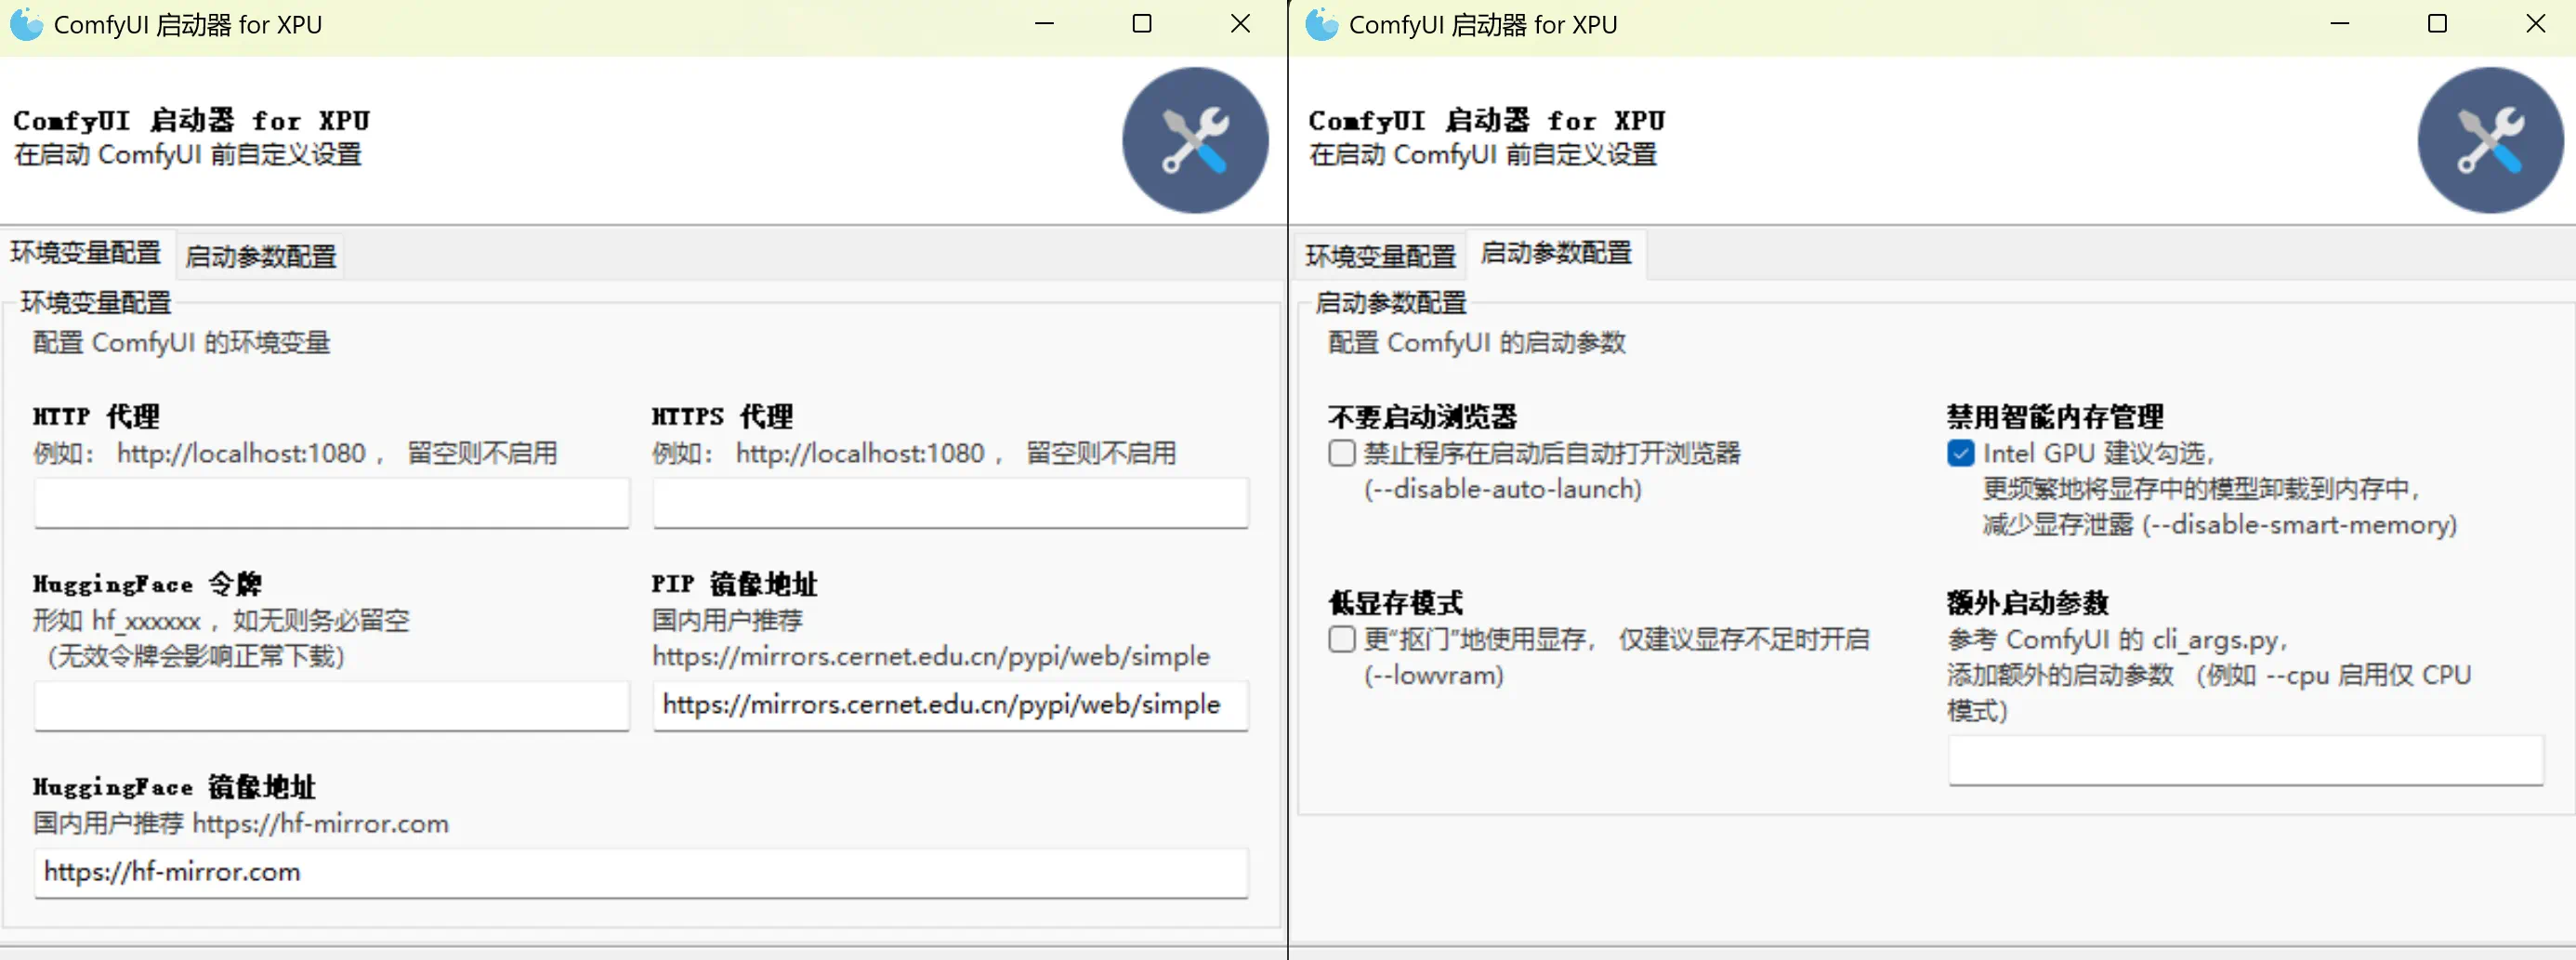 ComfyUI 启动器 for XPU
ComfyUI 启动器 for XPU
在启动 ComfyUI 前自定义设置
环境变量配置
启动参数配置
环境变量配置
配置 ComfyUI 的环境变量
HTTP 代理
例如： http://localhost:1080 ， 留空则不启用
HTTPS 代理
例如： http://localhost:1080 ， 留空则不启用
HuggingFace 令牌
形如 hf_xxxxxx ，如无则务必留空
（无效令牌会影响正常下载）
PIP 镜像地址
国内用户推荐
https://mirrors.cernet.edu.cn/pypi/web/simple
https://mirrors.cernet.edu.cn/pypi/web/simple
HuggingFace 镜像地址
国内用户推荐 https://hf-mirror.com
https://hf-mirror.com
ComfyUI 启动器 for XPU
ComfyUI 启动器 for XPU
在启动 ComfyUI 前自定义设置
环境变量配置
启动参数配置
启动参数配置
配置 ComfyUI 的启动参数
不要启动浏览器
禁止程序在启动后自动打开浏览器
(--disable-auto-launch)
禁用智能内存管理
Intel GPU 建议勾选，
更频繁地将显存中的模型卸载到内存中，
减少显存泄露 (--disable-smart-memory)
低显存模式
更“抠门”地使用显存， 仅建议显存不足时开启
(--lowvram)
额外启动参数
参考 ComfyUI 的 cli_args.py，
添加额外的启动参数 （例如 --cpu 启用仅 CPU
模式）